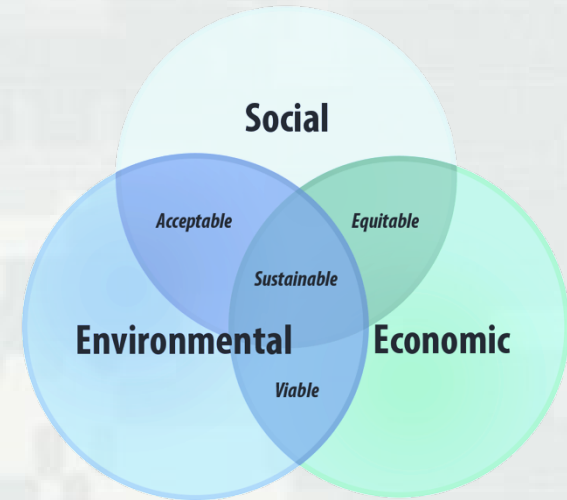 Social
Acceptable
Equitable
Sustainable
Environmental
Economic
Viable